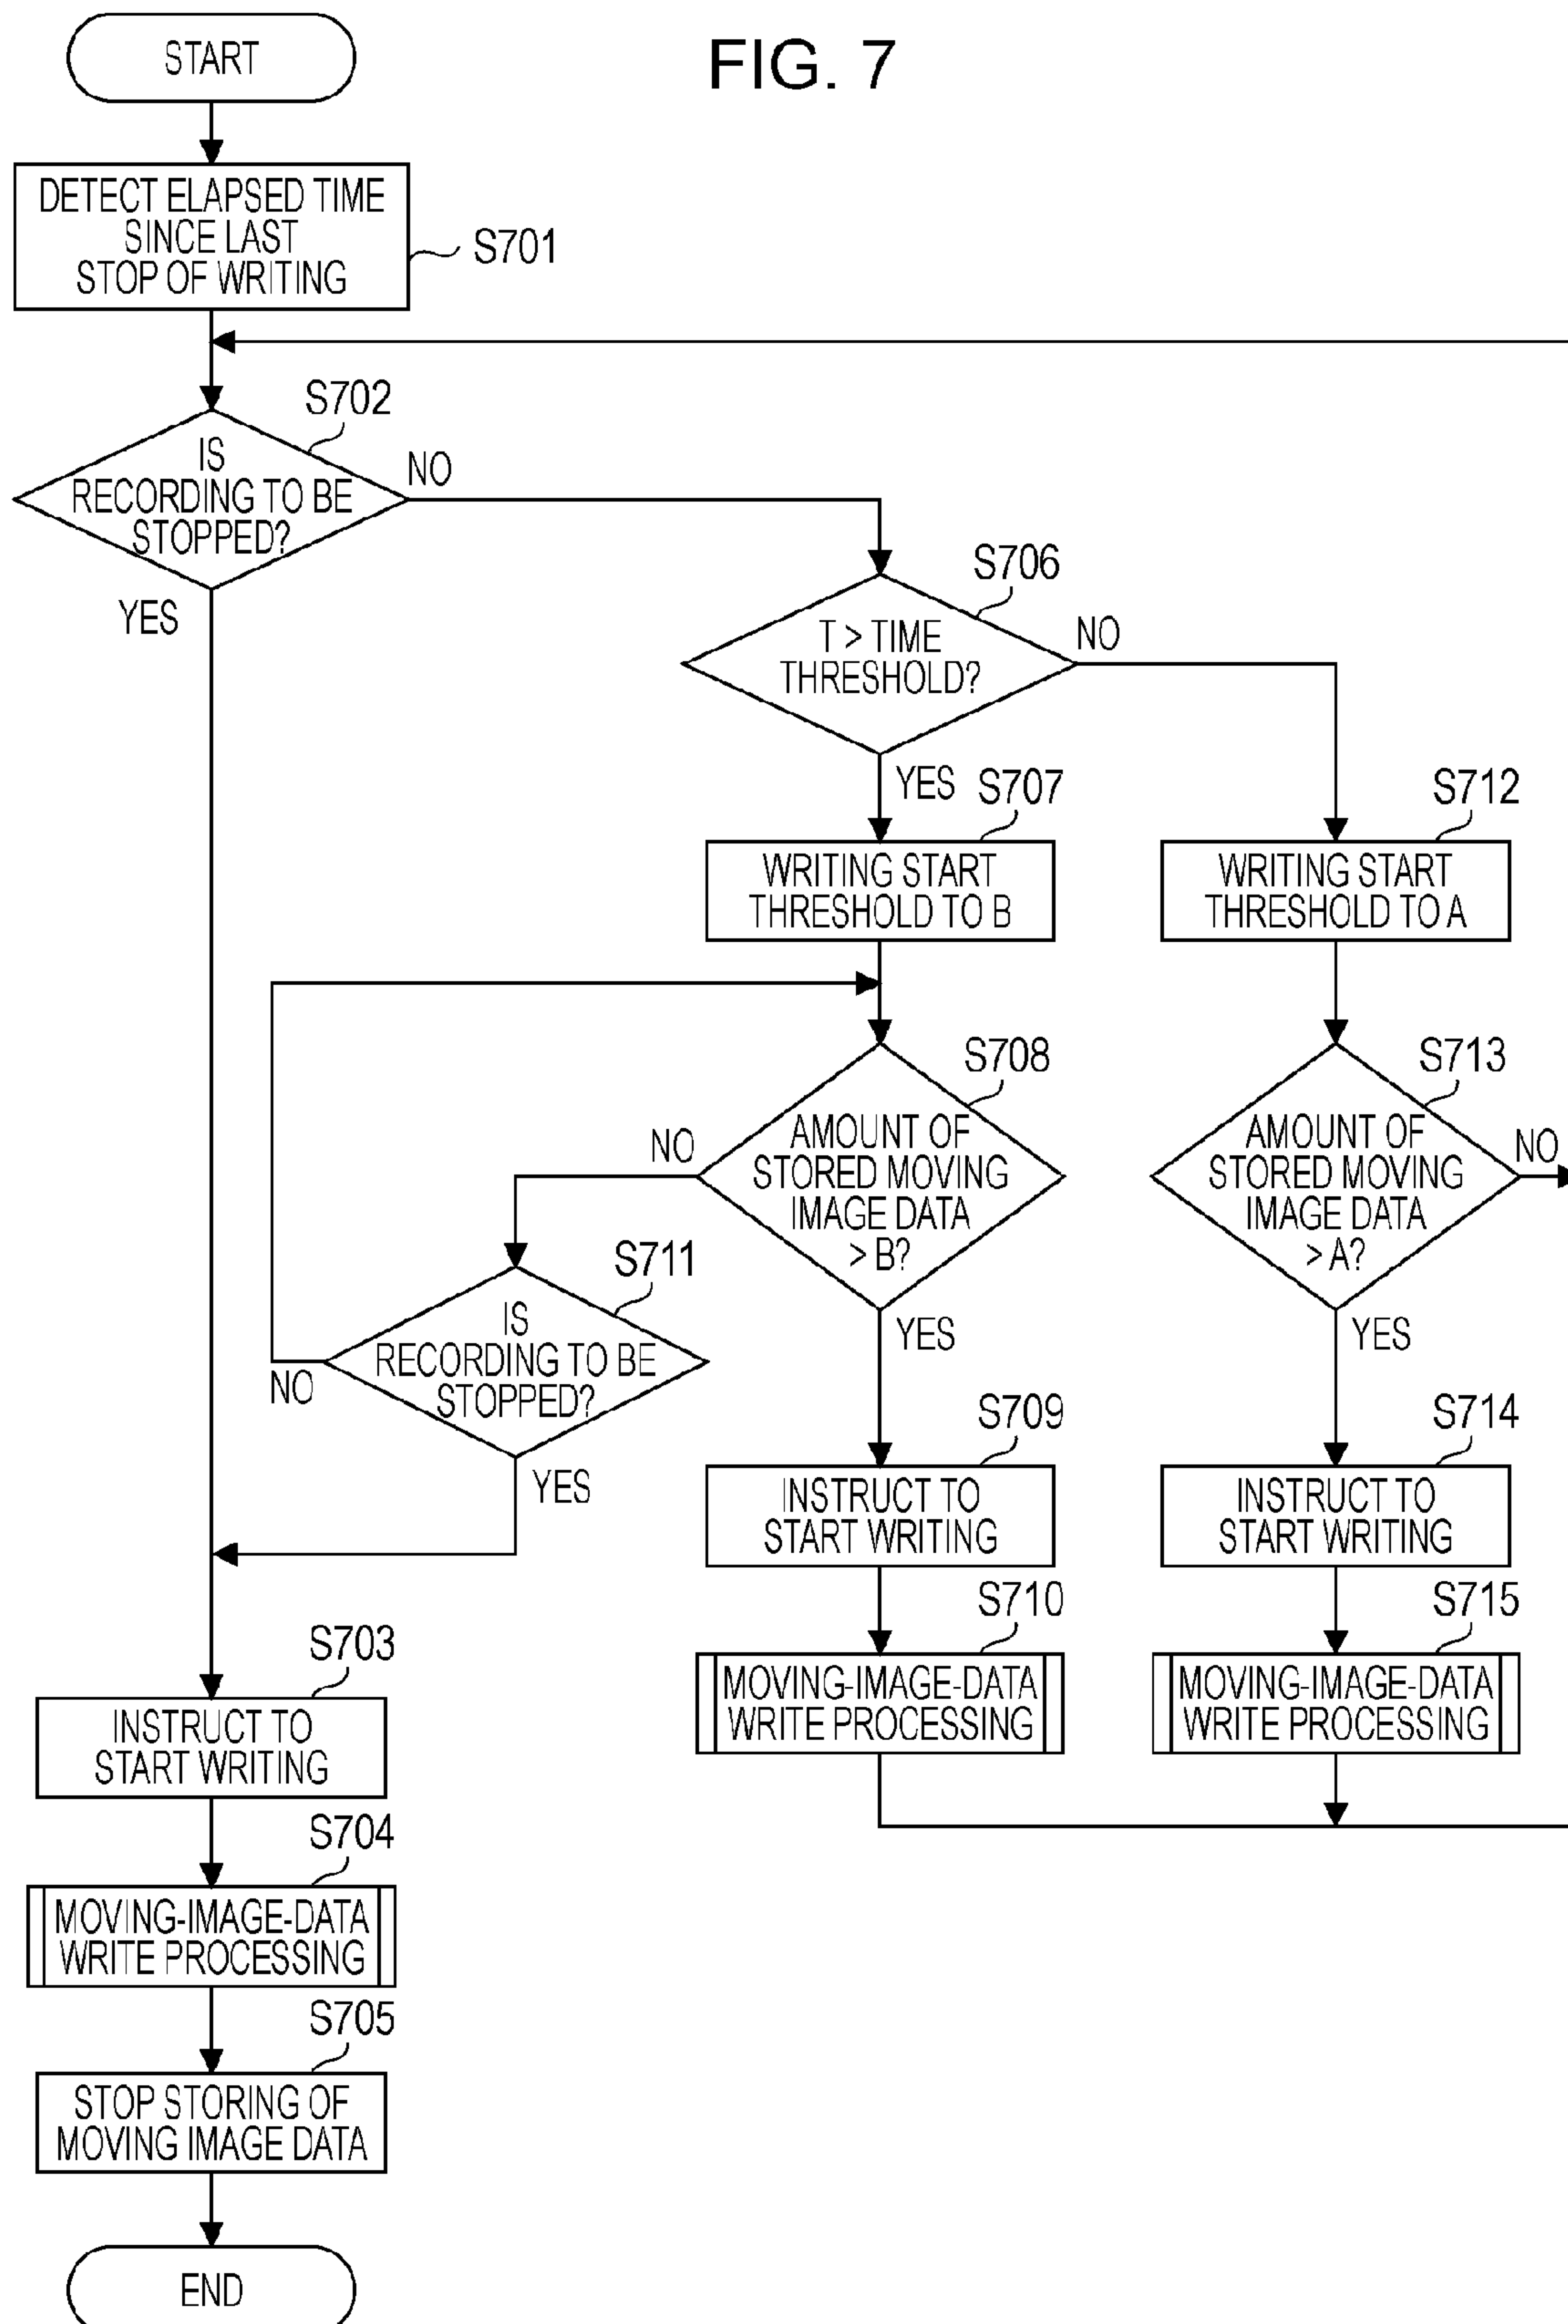 FIG. 7
START
DETECT ELAPSED TIME
SINCE LAST
STOP OF WRITING
S701
S702
IS
RECORDING TO BE
STOPPED?
NO
YES
S706
T > TIME
THRESHOLD?
NO
YES
S707
WRITING START
THRESHOLD TO B
S712
WRITING START
THRESHOLD TO A
S708
AMOUNT OF
STORED MOVING
IMAGE DATA
> B?
NO
YES
S713
AMOUNT OF
STORED MOVING
IMAGE DATA
> A?
NO
YES
S711
IS
RECORDING TO BE
STOPPED?
NO
YES
S709
INSTRUCT TO
START WRITING
S714
INSTRUCT TO
START WRITING
S710
MOVING-IMAGE-DATA
WRITE PROCESSING
S715
MOVING-IMAGE-DATA
WRITE PROCESSING
S703
INSTRUCT TO
START WRITING
S704
MOVING-IMAGE-DATA
WRITE PROCESSING
S705
STOP STORING OF
MOVING IMAGE DATA
END